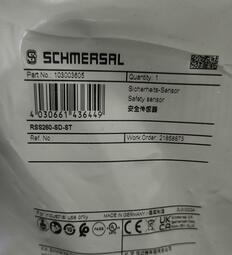 SCHMERSAL
Part No.: 103003605
Quantity: 1
Sicherheits-Sensor
Safety sensor
安全传感器
4 030661 436449
RSS260-SD-ST
Ref. No.:
Work Order: 21858873
For industrial use only
MADE IN GERMANY